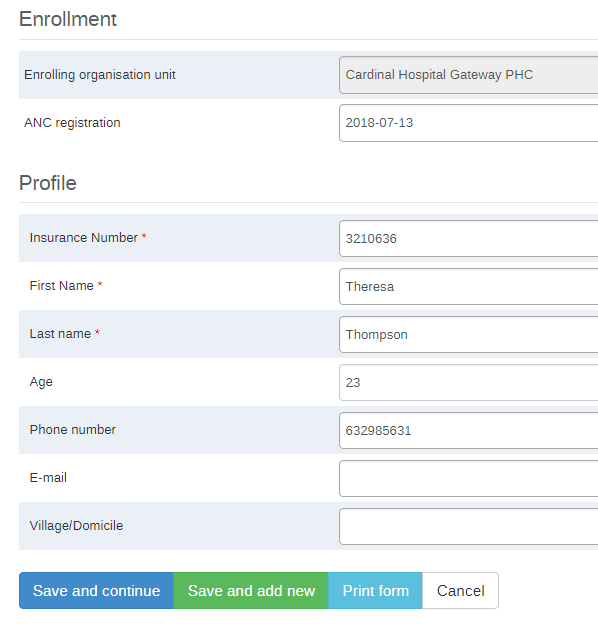 Enrollment
Enrolling organisation unit Cardinal Hospital Gateway PHC
ANC registration 2018-07-13
Profile
Insurance Number * 3210636
First Name * Theresa
Last name * Thompson
Age 23
Phone number 632985631
E-mail
Village/Domicile
Save and continue Save and add new Print form Cancel